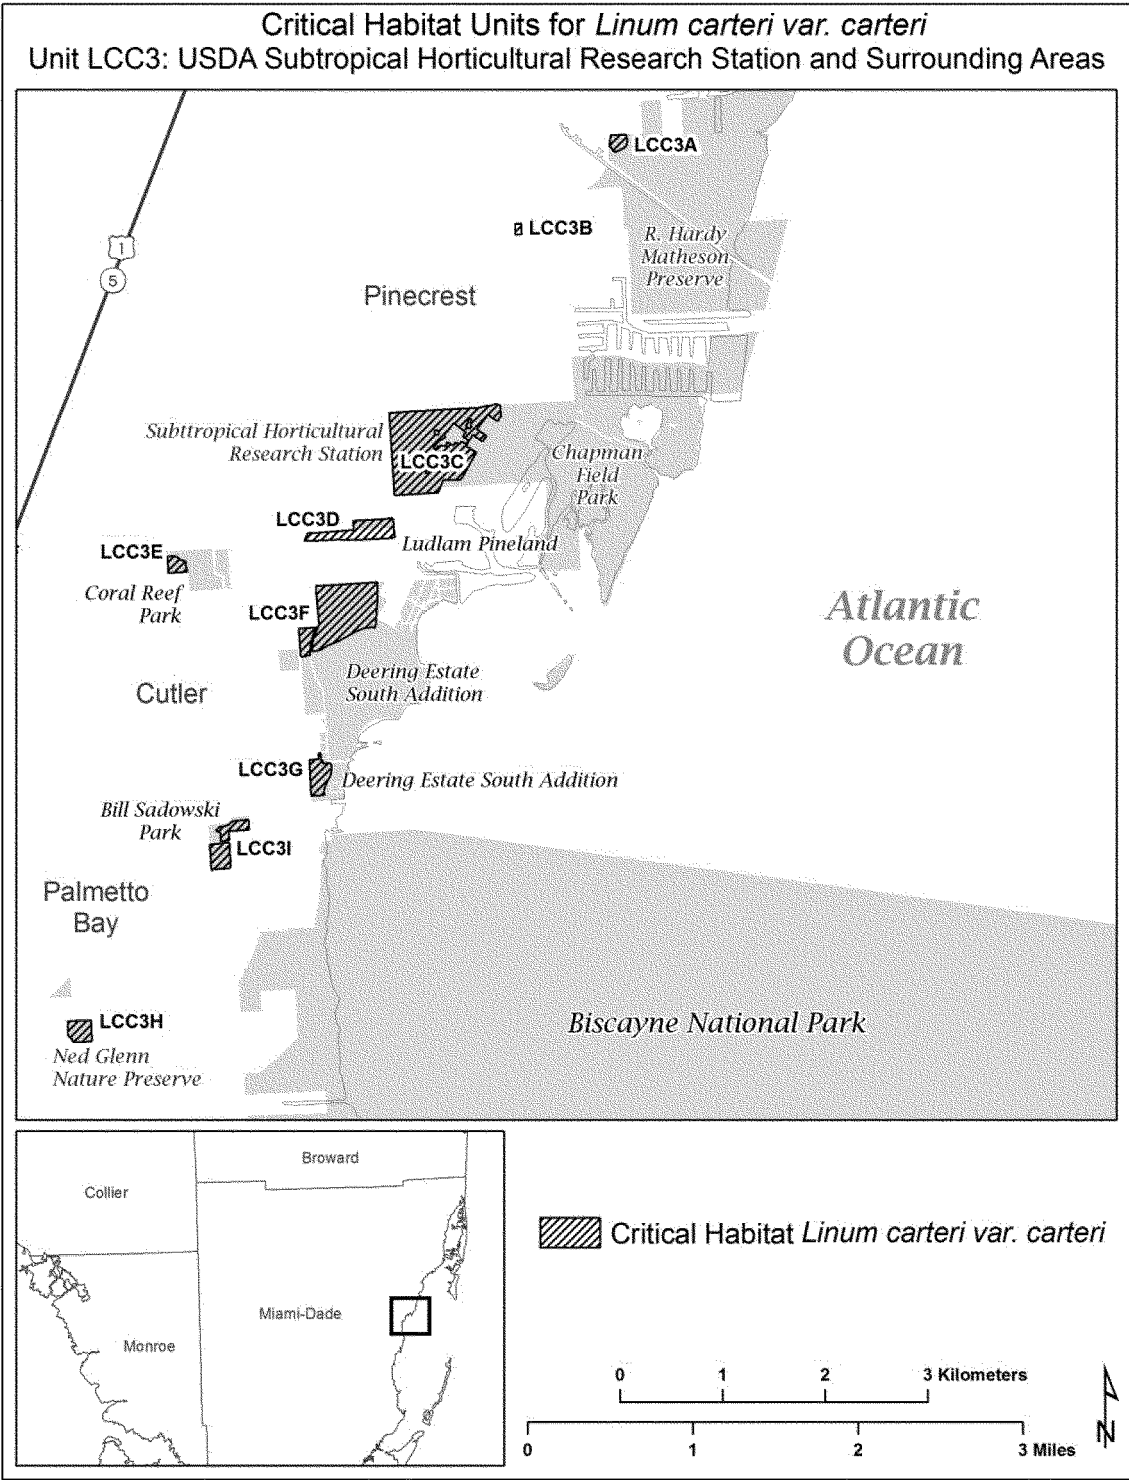 Critical Habitat Units for Linum carteri var. carteri
Unit LCC3: USDA Subtropical Horticultural Research Station and Surrounding Areas
LCC3A
LCC3B
R. Hardy
Matheson
Preserve
1
5
Pinecrest
Subttropical Horticultural
Research Station
LCC3C
Chapman
Field
Park
LCC3D
Ludlam Pineland
LCC3E
Coral Reef
Park
LCC3F
Atlantic
Ocean
Deering Estate
South Addition
Cutler
LCC3G
Deering Estate South Addition
Bill Sadowski
Park
LCC3I
Palmetto
Bay
LCC3H
Ned Glenn
Nature Preserve
Biscayne National Park
Broward
Collier
Miami-Dade
Monroe
Critical Habitat Linum carteri var. carteri
0 1 2 3 Kilometers
0 1 2 3 Miles
N